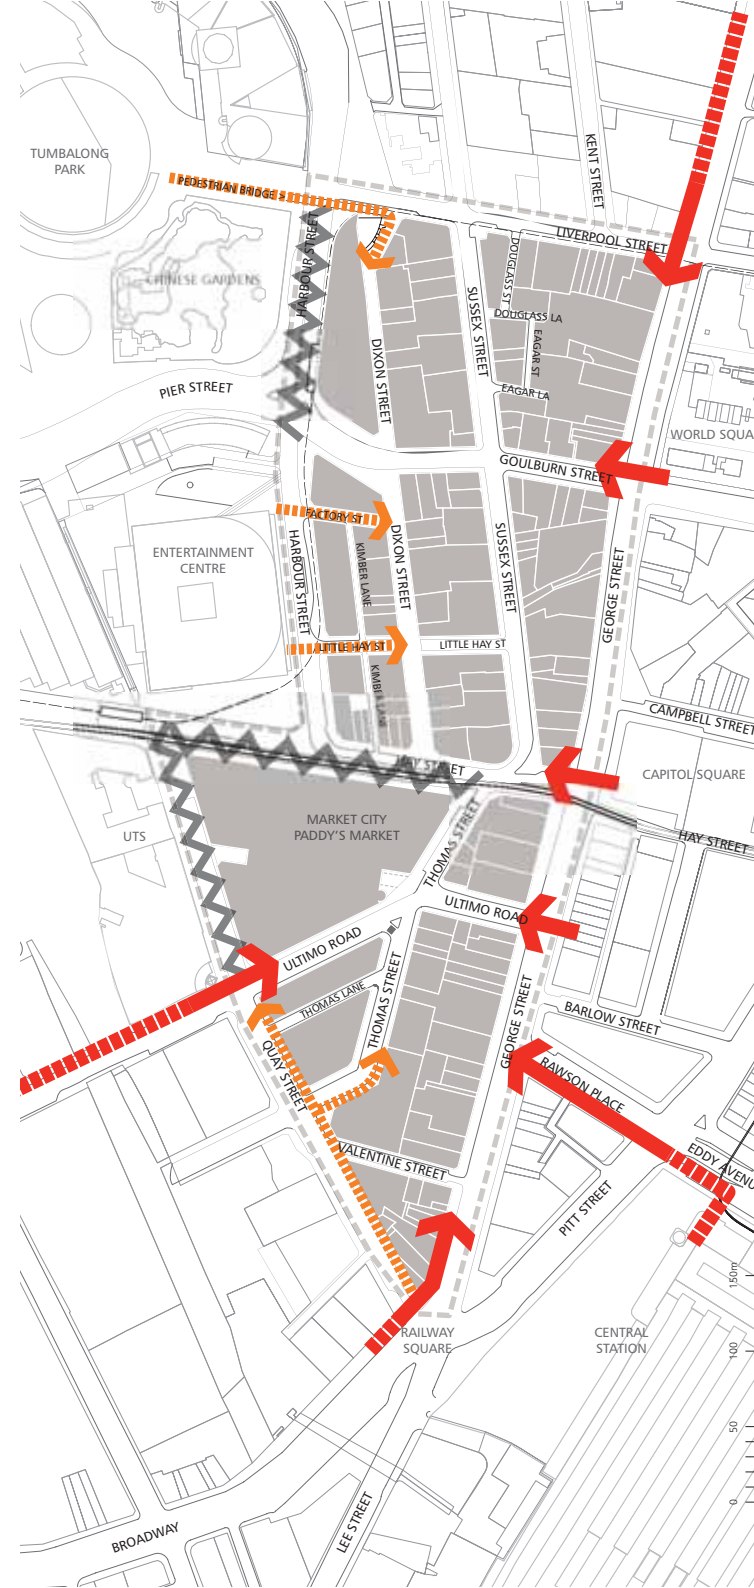 KENT STREET
TUMBALONG
PARK
PEDESTRIAN BRIDGE >
LIVERPOOL STREET
HARBOUR STREET
DOUGLASS ST
CHINESE GARDENS
SUSSEX STREET
DOUGLASS LA
EAGAR ST
DIXON STREET
PIER STREET
EAGAR LA
WORLD SQUA
GOULBURN STREET
FACTORY ST
ENTERTAINMENT
CENTRE
HARBOUR STREET
KIMBER LANE
DIXON STREET
SUSSEX STREET
GEORGE STREET
LITTLE HAY ST
LITTLE HAY ST
KIMBER LANE
CAMPBELL STREET
HAY STREET
CAPITOL SQUARE
MARKET CITY
PADDY'S MARKET
UTS
THOMAS STREET
HAY STREET
ULTIMO ROAD
ULTIMO ROAD
THOMAS LANE
THOMAS STREET
GEORGE STREET
BARLOW STREET
QUAY STREET
RAWSON PLACE
VALENTINE STREET
EDDY AVENU
PITT STREET
RAILWAY
SQUARE
CENTRAL
STATION
150m
100
50
0
BROADWAY
LEE STREET